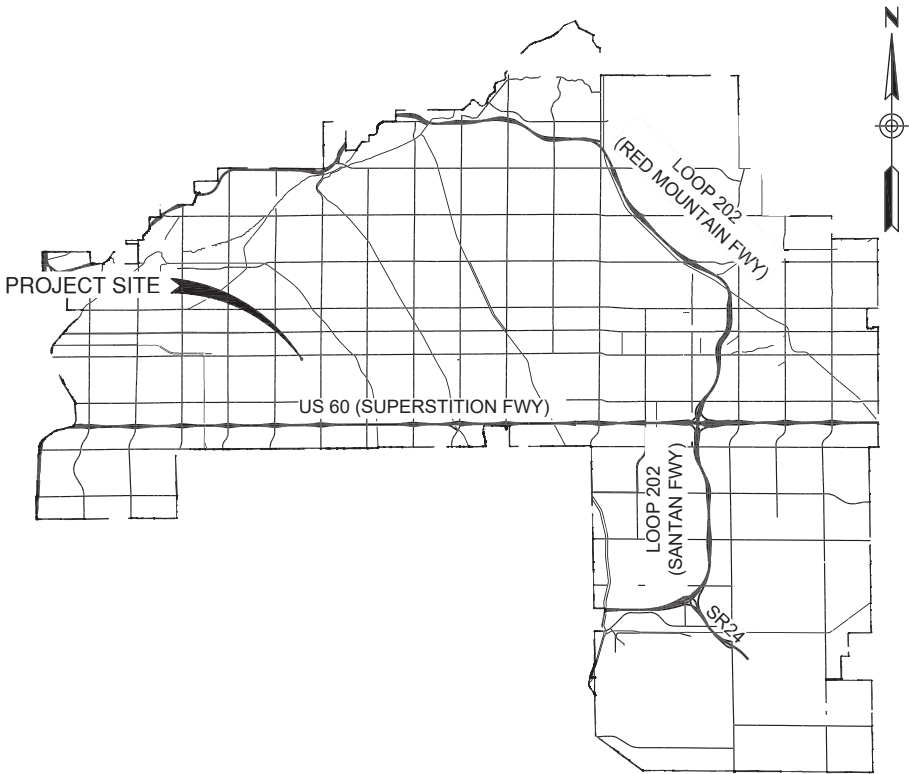 N
LOOP 202
(RED MOUNTAIN FWY)
PROJECT SITE
US 60 (SUPERSTITION FWY)
LOOP 202
(SANTAN FWY)
SR24